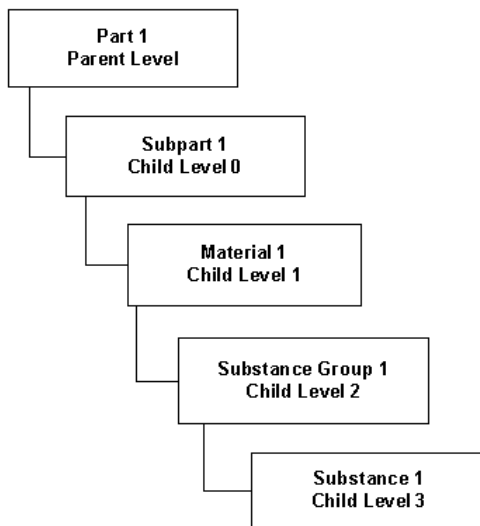 Part 1
Parent Level
Subpart 1
Child Level 0
Material 1
Child Level 1
Substance Group 1
Child Level 2
Substance 1
Child Level 3